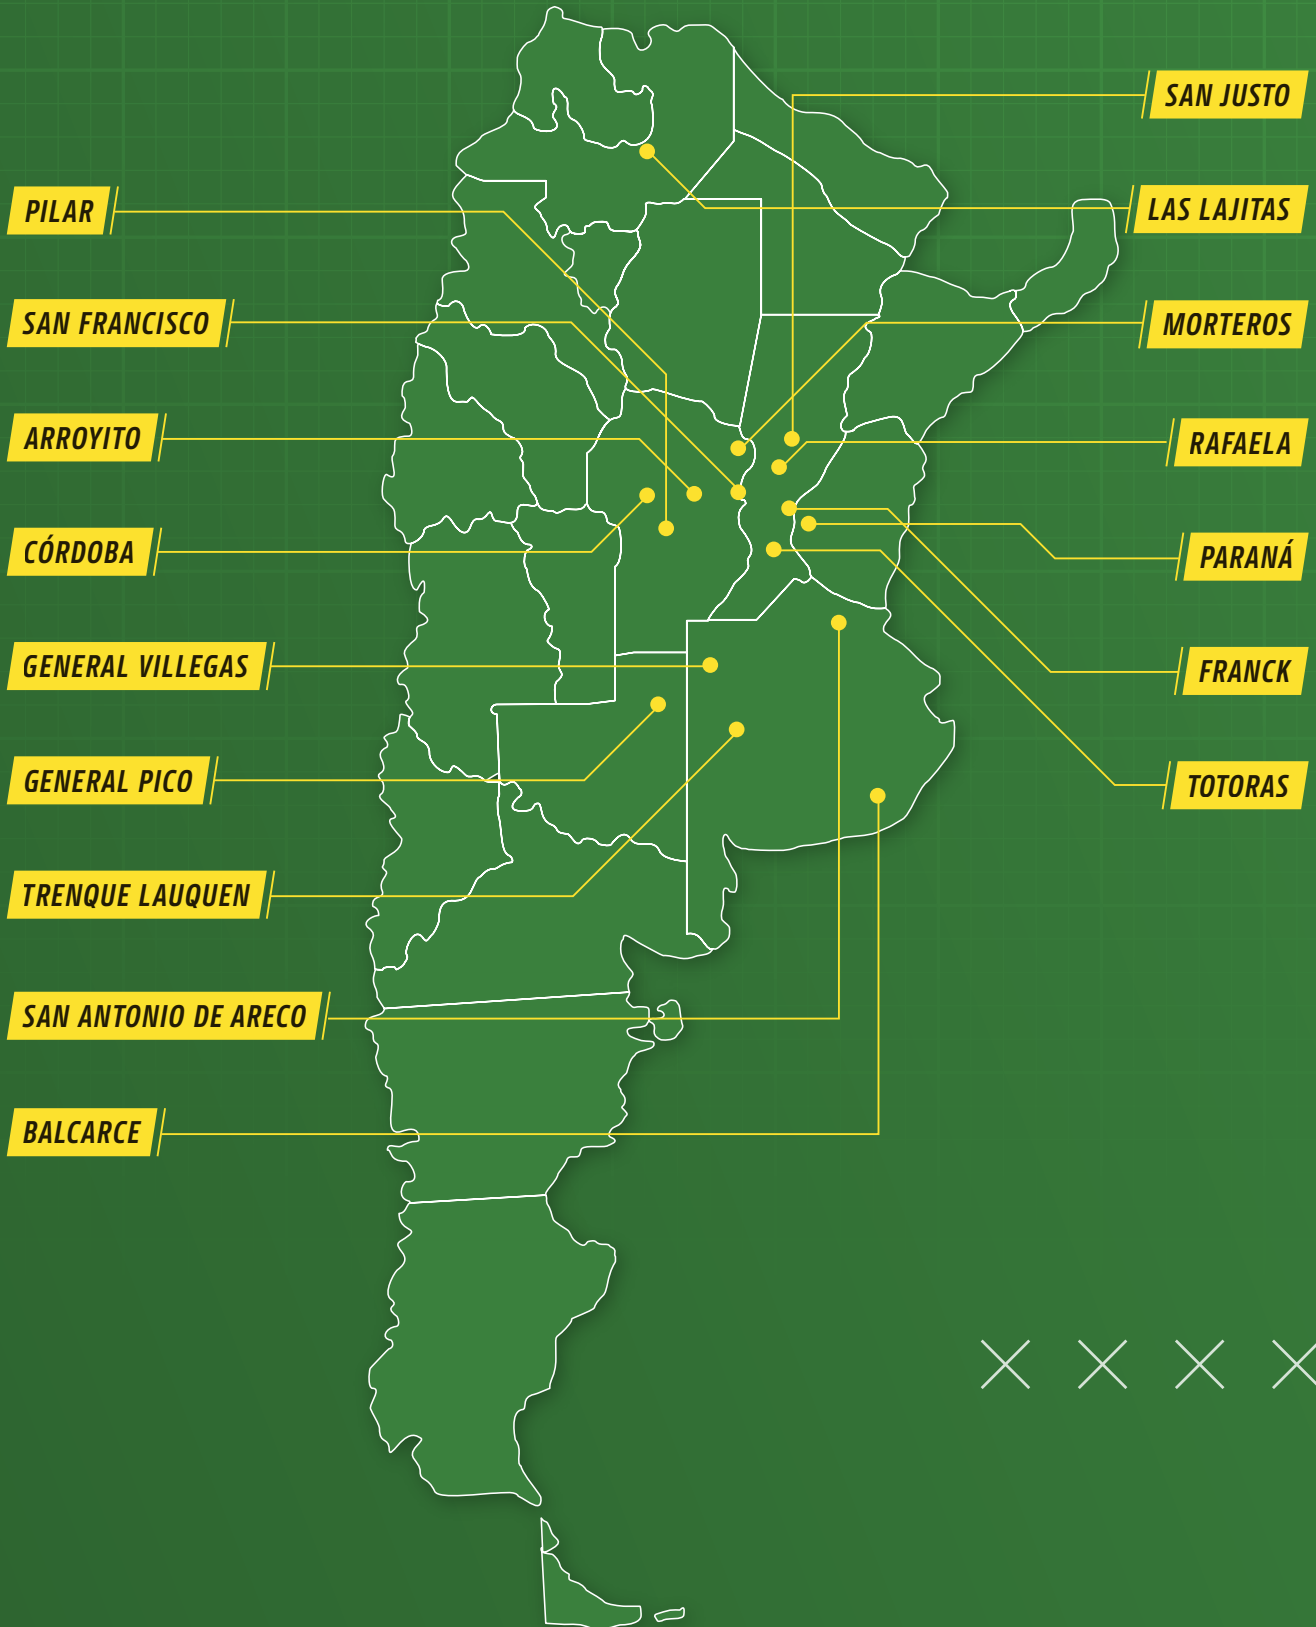 SAN JUSTO
PILAR
LAS LAJITAS
SAN FRANCISCO
MORTEROS
ARROYITO
RAFAELA
CÓRDOBA
PARANÁ
GENERAL VILLEGAS
FRANCK
GENERAL PICO
TOTORAS
TRENQUE LAUQUEN
SAN ANTONIO DE ARECO
BALCARCE